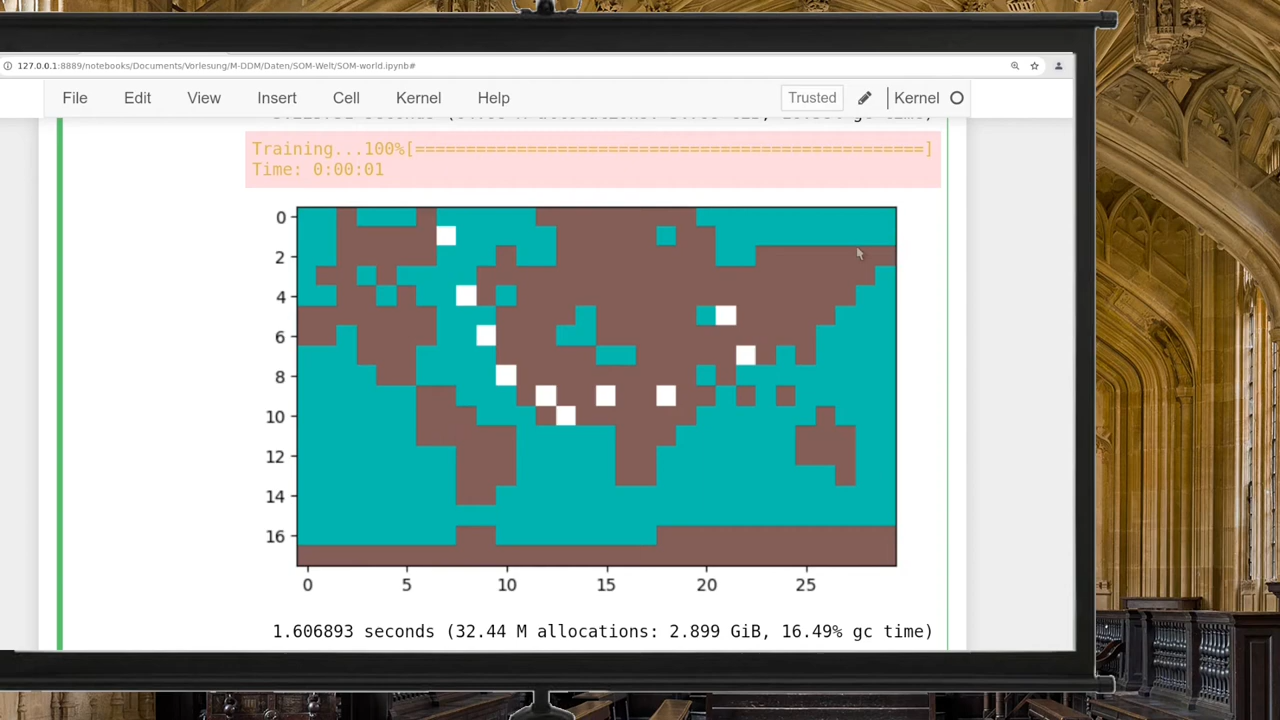 127.0.0.1:8889/notebooks/Documents/Vorlesung/M-DDM/Daten/SOM-Welt/SOM-world.ipynb#
File Edit View Insert Cell Kernel Help Trusted Kernel
Training...100%[==================================================]
Time: 0:00:01
0
2
4
6
8
10
12
14
16
0 5 10 15 20 25
1.606893 seconds (32.44 M allocations: 2.899 GiB, 16.49% gc time)